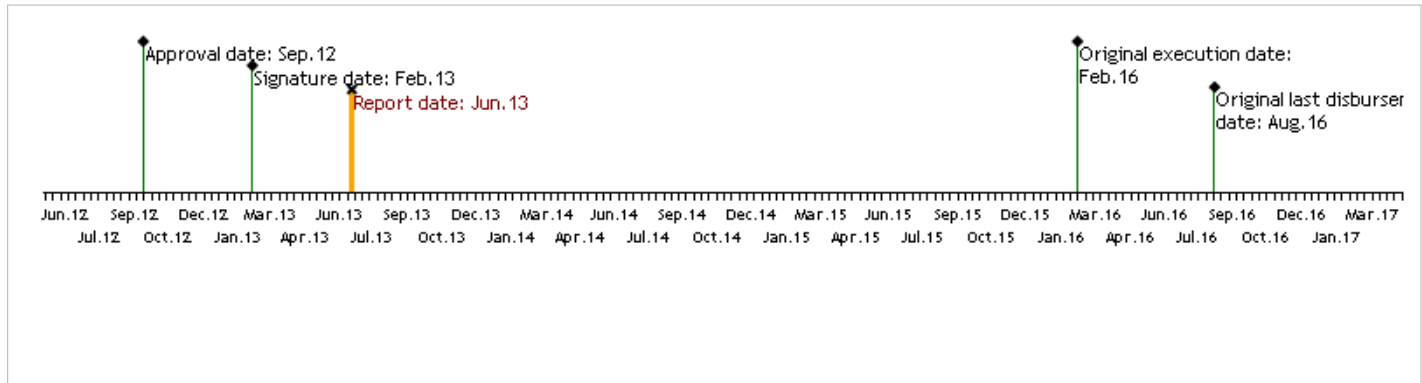 Approval date: Sep.12
Signature date: Feb.13
Report date: Jun.13
Original execution date:
Feb.16
Original last
date: Aug.16
Jun.12 Sep.12 Dec.12 Mar.13 Jun.13 Sep.13 Dec.13 Mar.14 Jun.14 Sep.14 Dec.14 Mar.15 Jun.15 Sep.15 Dec.15 Mar.16 Jun.16 Sep.16 Dec.16 Mar.17
Jul.12 Oct.12 Jan.13 Apr.13 Jul.13 Oct.13 Jan.14 Apr.14 Jul.14 Oct.14 Jan.15 Apr.15 Jul.15 Oct.15 Jan.16 Apr.16 Jul.16 Oct.16 Jan.17